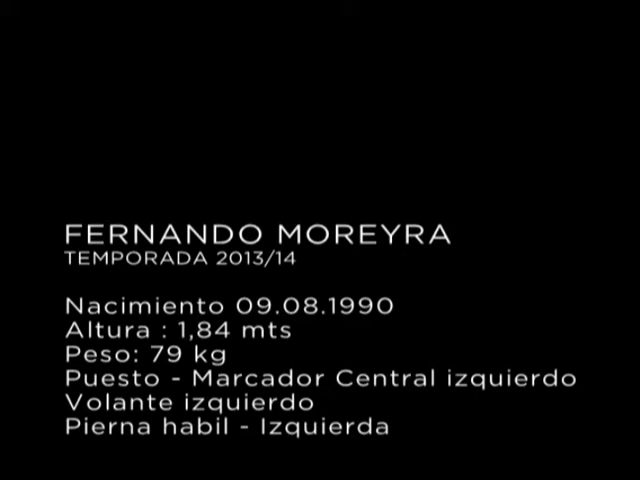 FERNANDO MOREYRA
TEMPORADA 2013/14
Nacimiento 09.08.1990
Altura : 1,84 mts
Peso: 79 kg
Puesto - Marcador Central izquierdo
Volante izquierdo
Pierna habil - Izquierda